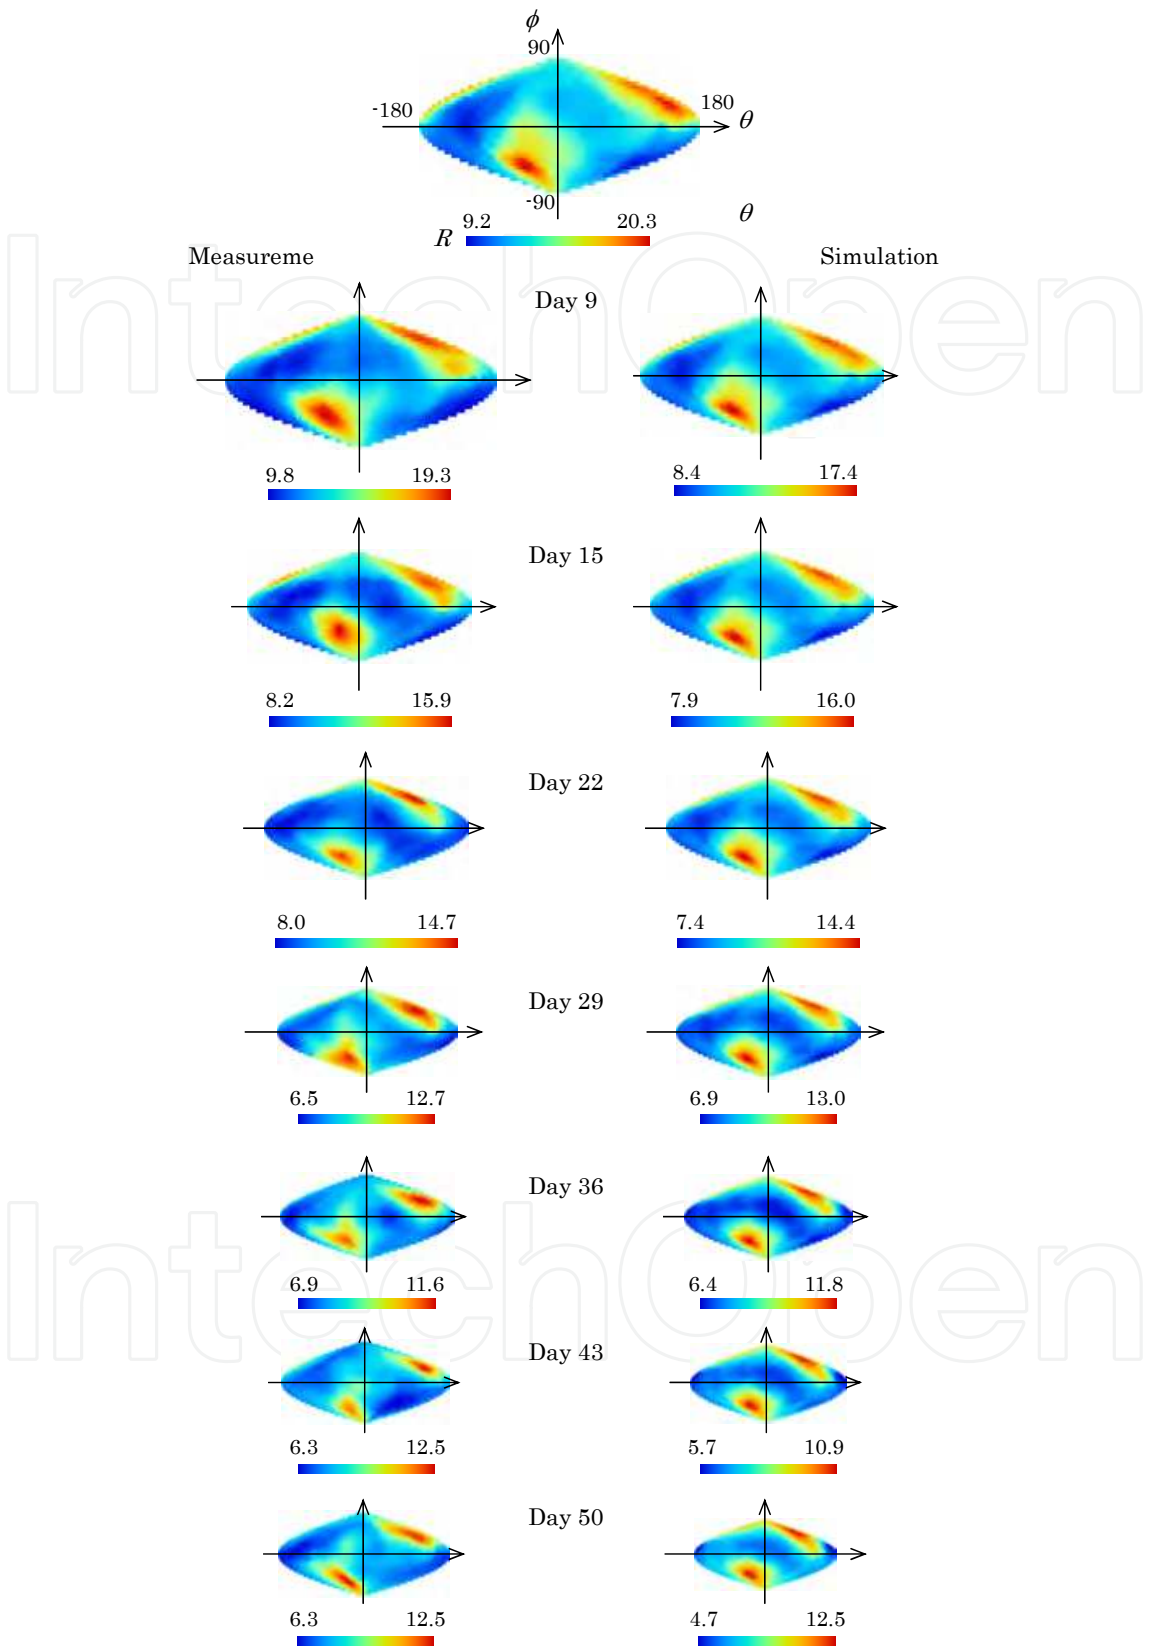 ϕ
90
-180
180
θ
-90
θ
R 9.2 20.3
Measureme
Simulation
Day 9
9.8 19.3
8.4 17.4
Day 15
8.2 15.9
7.9 16.0
Day 22
8.0 14.7
7.4 14.4
Day 29
6.5 12.7
6.9 13.0
Day 36
6.9 11.6
6.4 11.8
Day 43
6.3 12.5
5.7 10.9
Day 50
6.3 12.5
4.7 12.5
IntechOpen
IntechOpen